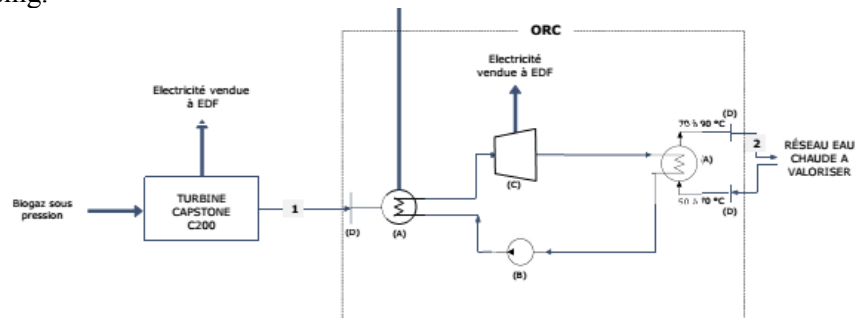 ORC
Electricité
vendue à EDF
Electricité vendue
à EDF
(D)
70 à 90 °C
2
RÉSEAU EAU
CHAUDE A
VALORISER
(A)
(C)
Biogaz sous
pression
TURBINE
CAPSTONE
C200
1
50 à 70 °C
(D)
(D)
(A)
(B)